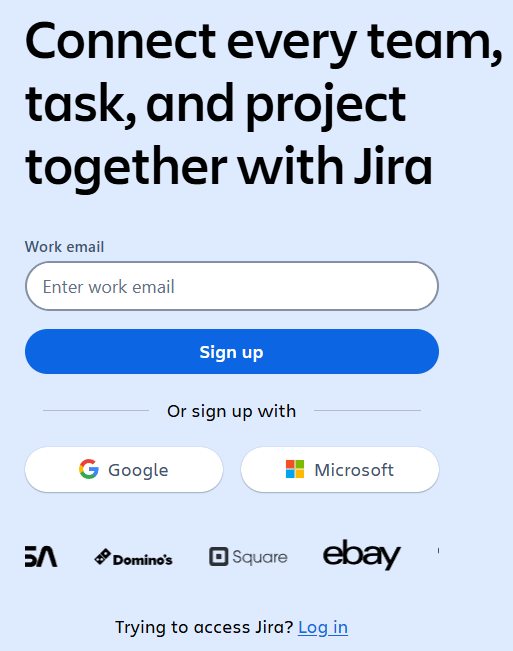 Connect every team,
task, and project
together with Jira
Work email
Enter work email
Sign up
Or sign up with
Google
Microsoft
SA
Domino's
Square
ebay
Trying to access Jira? Log in